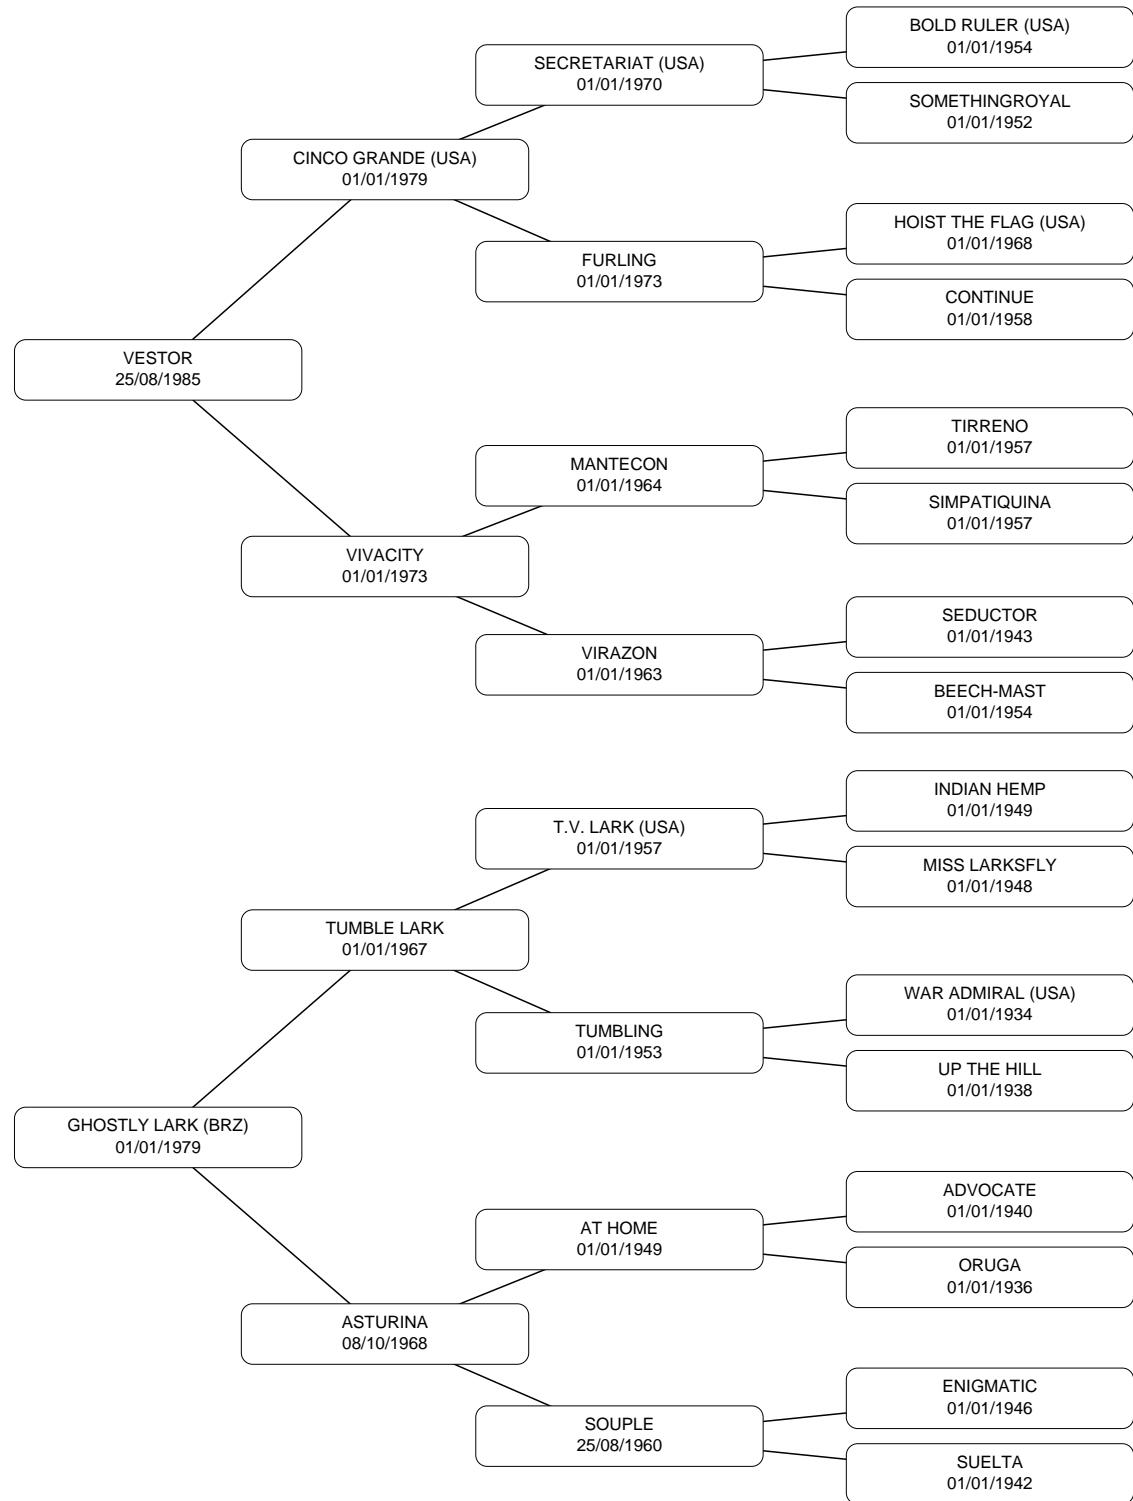 BOLD RULER (USA)
01/01/1954
SECRETARIAT (USA)
01/01/1970
SOMETHINGROYAL
01/01/1952
CINCO GRANDE (USA)
01/01/1979
HOIST THE FLAG (USA)
01/01/1968
FURLING
01/01/1973
CONTINUE
01/01/1958
VESTOR
25/08/1985
TIRRENO
01/01/1957
MANTECON
01/01/1964
SIMPATIQUINA
01/01/1957
VIVACITY
01/01/1973
SEDUCTOR
01/01/1943
VIRAZON
01/01/1963
BEECH-MAST
01/01/1954
INDIAN HEMP
01/01/1949
T.V. LARK (USA)
01/01/1957
MISS LARKSFLY
01/01/1948
TUMBLE LARK
01/01/1967
WAR ADMIRAL (USA)
01/01/1934
TUMBLING
01/01/1953
UP THE HILL
01/01/1938
GHOSTLY LARK (BRZ)
01/01/1979
ADVOCATE
01/01/1940
AT HOME
01/01/1949
ORUGA
01/01/1936
ASTURINA
08/10/1968
ENIGMATIC
01/01/1946
SOUPLE
25/08/1960
SUELTA
01/01/1942